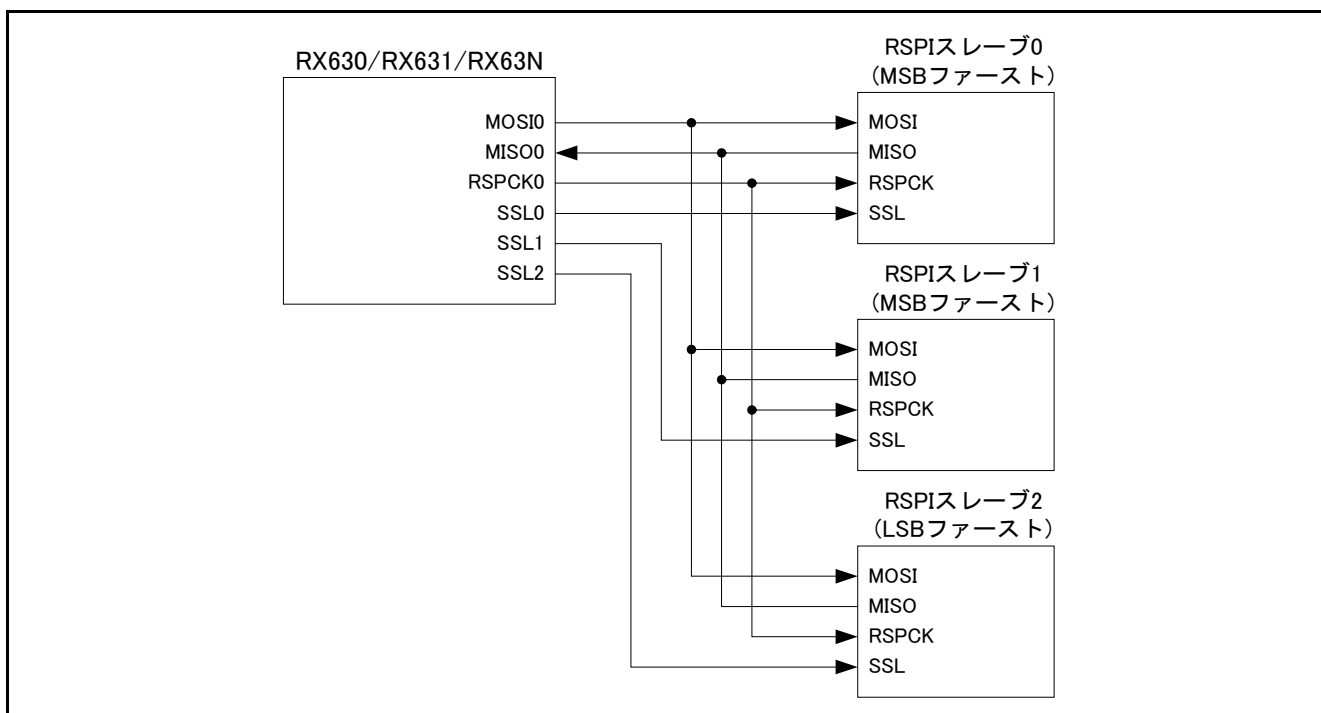 RX630/RX631/RX63N
MOSI0
MISO0
RSPCK0
SSL0
SSL1
SSL2
RSPIスレーブ0
(MSBファースト)
MOSI
MISO
RSPCK
SSL
RSPIスレーブ1
(MSBファースト)
MOSI
MISO
RSPCK
SSL
RSPIスレーブ2
(LSBファースト)
MOSI
MISO
RSPCK
SSL